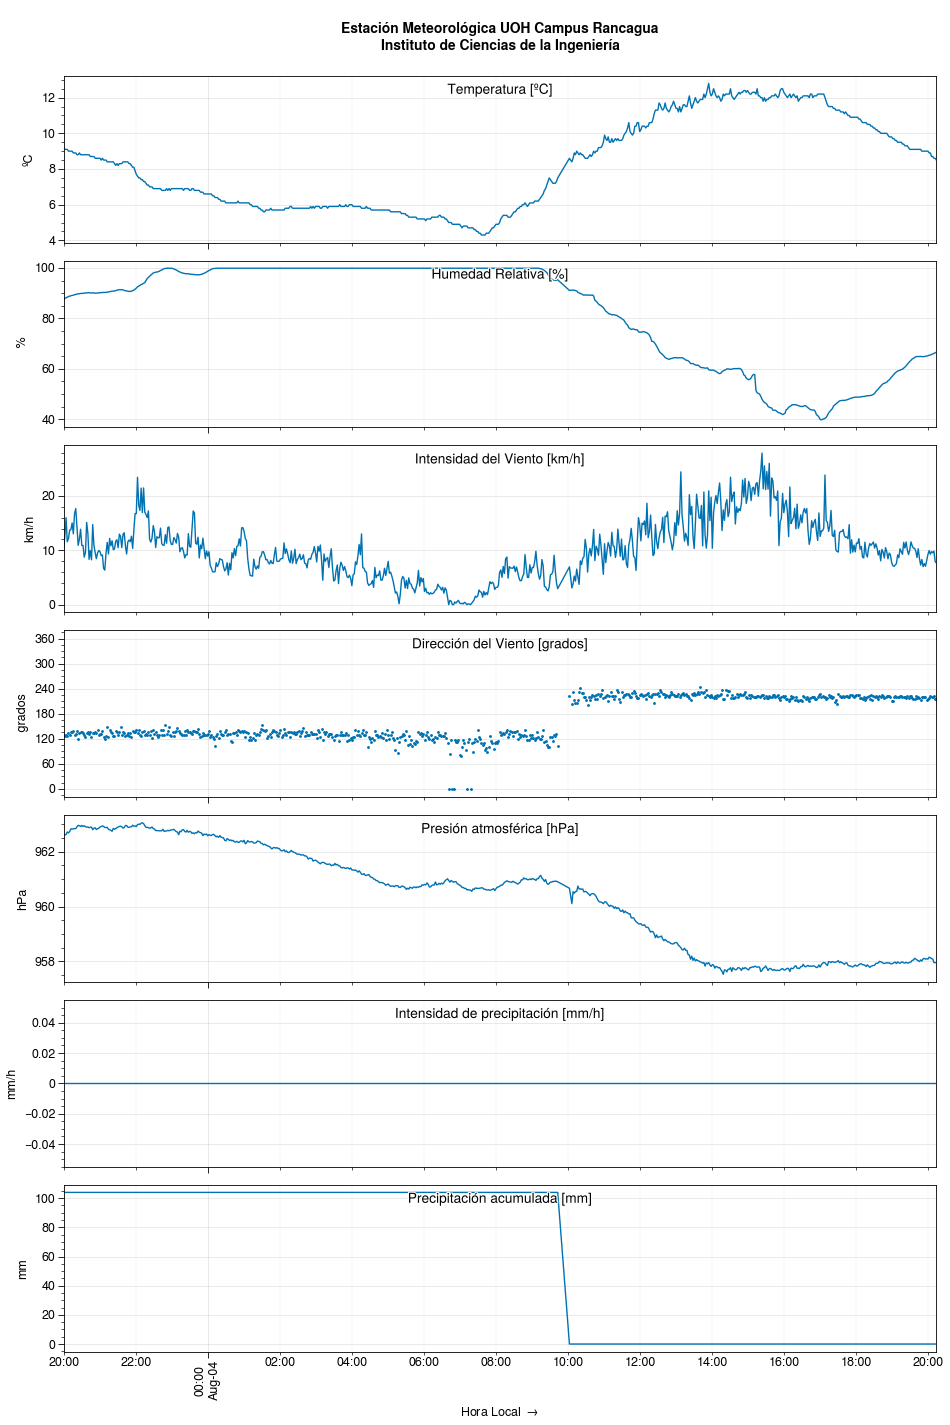 Estación Meteorológica UOH Campus Rancagua
Instituto de Ciencias de la Ingeniería
Temperatura [ºC]
12
10
8
6
4
ºC
Humedad Relativa [%]
100
80
60
40
%
Intensidad del Viento [km/h]
20
10
0
km/h
Dirección del Viento [grados]
360
300
240
180
120
60
0
grados
Presión atmosférica [hPa]
962
960
958
hPa
Intensidad de precipitación [mm/h]
0.04
0.02
0
−0.02
−0.04
mm/h
Precipitación acumulada [mm]
100
80
60
40
20
0
mm
20:00 22:00 00:00 02:00 04:00 06:00 08:00 10:00 12:00 14:00 16:00 18:00 20:00
Aug-04
Hora Local →